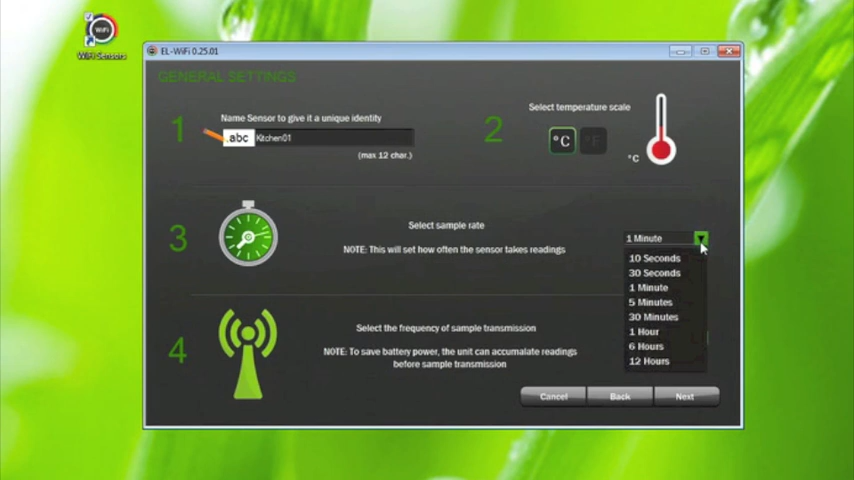 WiFi
WiFi Sensors
EL-WiFi 0.25.01
GENERAL SETTINGS
1
Name Sensor to give it a unique identity
.abc
Kitchen01
(max 12 char.)
2
Select temperature scale
°C
°F
°C
3
Select sample rate
NOTE: This will set how often the sensor takes readings
1 Minute
10 Seconds
30 Seconds
1 Minute
5 Minutes
30 Minutes
1 Hour
6 Hours
12 Hours
4
Select the frequency of sample transmission
NOTE: To save battery power, the unit can accumalate readings
before sample transmission
Cancel
Back
Next